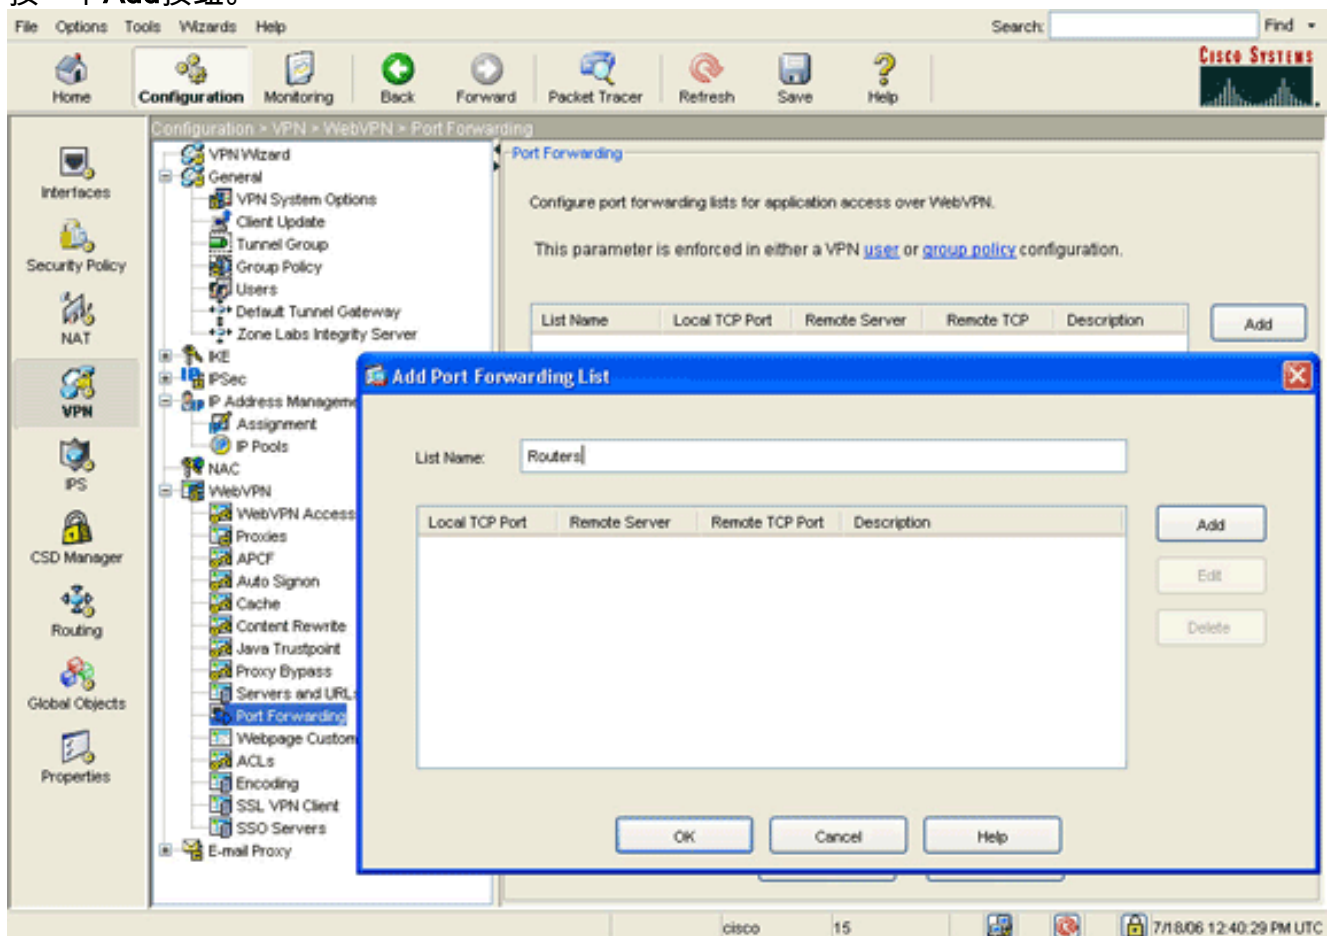 File Options Tools Wizards Help Search: Find
CISCO SYSTEMS
Home Configuration Monitoring Back Forward Packet Tracer Refresh Save Help
Configuration > VPN > WebVPN > Port Forwarding
Interfaces
Security Policy
NAT
VPN
IPS
CSD Manager
Routing
Global Objects
Properties
VPN Wizard
General
VPN System Options
Client Update
Tunnel Group
Group Policy
Users
Default Tunnel Gateway
Zone Labs Integrity Server
IKE
IPSec
IP Address Manageme
Assignment
IP Pools
NAC
WebVPN
WebVPN Access
Proxies
APCF
Auto Signon
Cache
Content Rewrite
Java Trustpoint
Proxy Bypass
Servers and URLs
Port Forwarding
Webpage Custom
ACLs
Encoding
SSL VPN Client
SSO Servers
E-mail Proxy
Port Forwarding
Configure port forwarding lists for application access over WebVPN.
This parameter is enforced in either a VPN user or group policy configuration.
List Name Local TCP Port Remote Server Remote TCP Description
Add
Add Port Forwarding List
List Name: Routers
Local TCP Port Remote Server Remote TCP Port Description
Add
Edit
Delete
OK Cancel Help
cisco 15 7/18/06 12:40:29 PM UTC